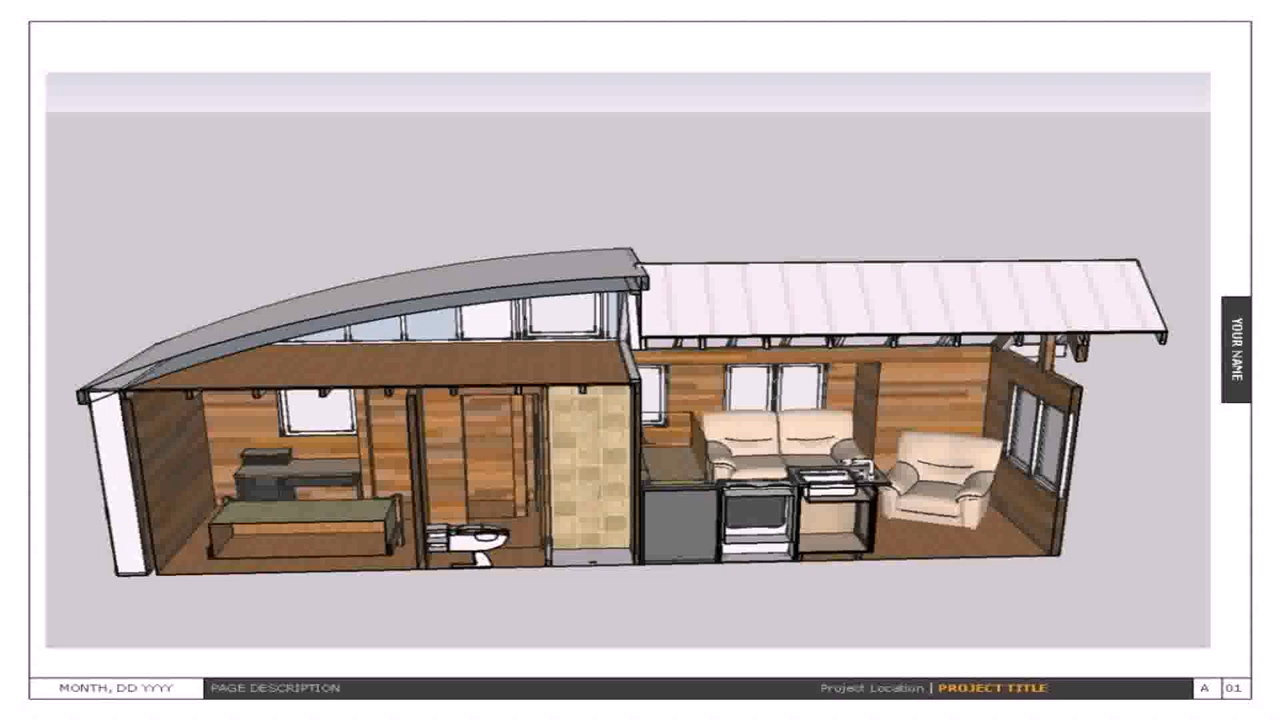 YOUR NAME
MONTH, DD YYYY
PAGE DESCRIPTION
Project Location | PROJECT TITLE
A
01